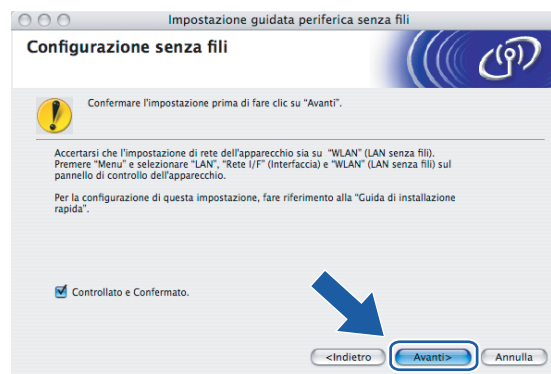 Impostazione guidata periferica senza fili
Configurazione senza fili
Confermare l'impostazione prima di fare clic su "Avanti".
Accertarsi che l'impostazione di rete dell'apparecchio sia su "WLAN" (LAN senza fili).
Premere "Menu" e selezionare "LAN", "Rete I/F" (Interfaccia) e "WLAN" (LAN senza fili) sul
pannello di controllo dell'apparecchio.
Per la configurazione di questa impostazione, fare riferimento alla "Guida di installazione
rapida".
Controllato e Confermato.
<Indietro
Avanti>
Annulla